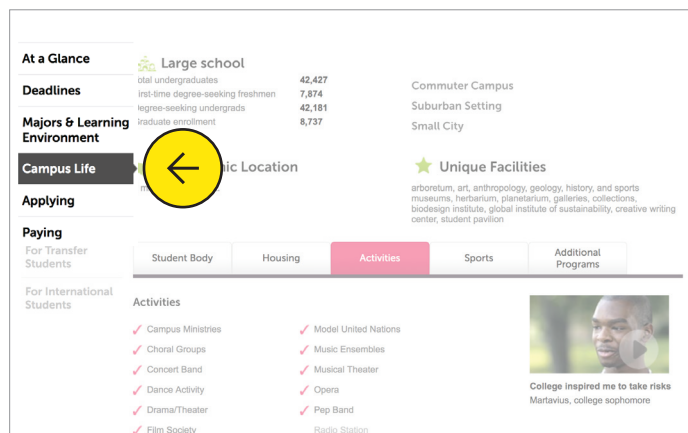 At a Glance
Deadlines
Majors & Learning
Environment
Campus Life
Applying
Paying
For Transfer
Students
For International
Students
Large school
otal undergraduates 42,427
irst-time degree-seeking freshmen 7,874
Degree-seeking undergrads 42,181
Graduate enrollment 8,737
Commuter Campus
Suburban Setting
Small City
ic Location
Unique Facilities
arboretum, art, anthropology, geology, history, and sports
museums, herbarium, planetarium, galleries, collections,
biodesign institute, global institute of sustainability, creative writing
center, student pavilion
Student Body
Housing
Activities
Sports
Additional
Programs
Activities
Campus Ministries
Choral Groups
Concert Band
Dance Activity
Drama/Theater
Film Society
Model United Nations
Music Ensembles
Musical Theater
Opera
Pep Band
Radio Station
College inspired me to take risks
Martavius, college sophomore